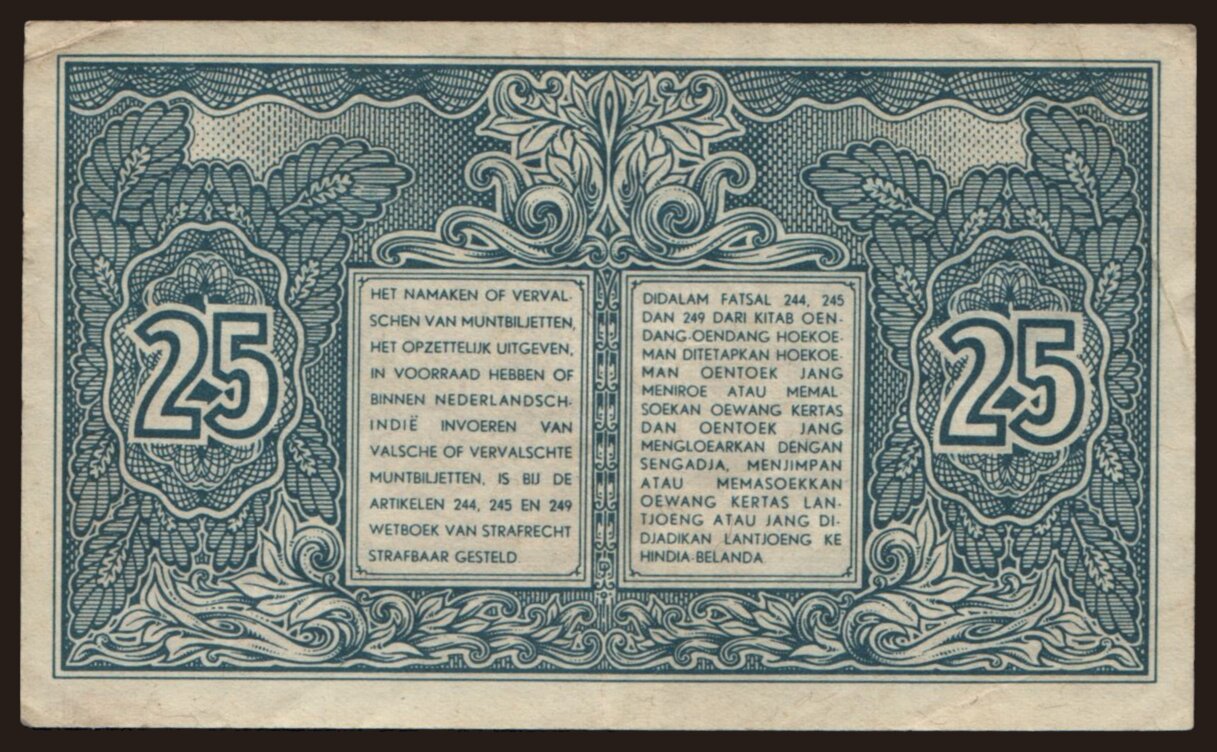 25
HET NAMAKEN OF VERVAL-
SCHEN VAN MUNTBILJETTEN,
HET OPZETTELIJK UITGEVEN,
IN VOORRAAD HEBBEN OF
BINNEN NEDERLANDSCH-
INDIË INVOEREN VAN
VALSCHE OF VERVALSCHTE
MUNTBILJETTEN, IS BIJ DE
ARTIKELEN 244, 245 EN 249
WETBOEK VAN STRAFRECHT
STRAFBAAR GESTELD.
DIDALAM FATSAL 244, 245
DAN 249 DARI KITAB OEN-
DANG-OENDANG HOEKOE-
MAN DITETAPKAN HOEKOE-
MAN OENTOEK JANG
MENIROE ATAU MEMAL
SOEKAN OEWANG KERTAS
DAN OENTOEK JANG
MENGLOEARKAN DENGAN
SENGADJA, MENJIMPAN
ATAU MEMASOEKKAN
OEWANG KERTAS LAN-
TJOENG ATAU JANG DI-
DJADIKAN LANTJOENG KE
HINDIA-BELANDA
25